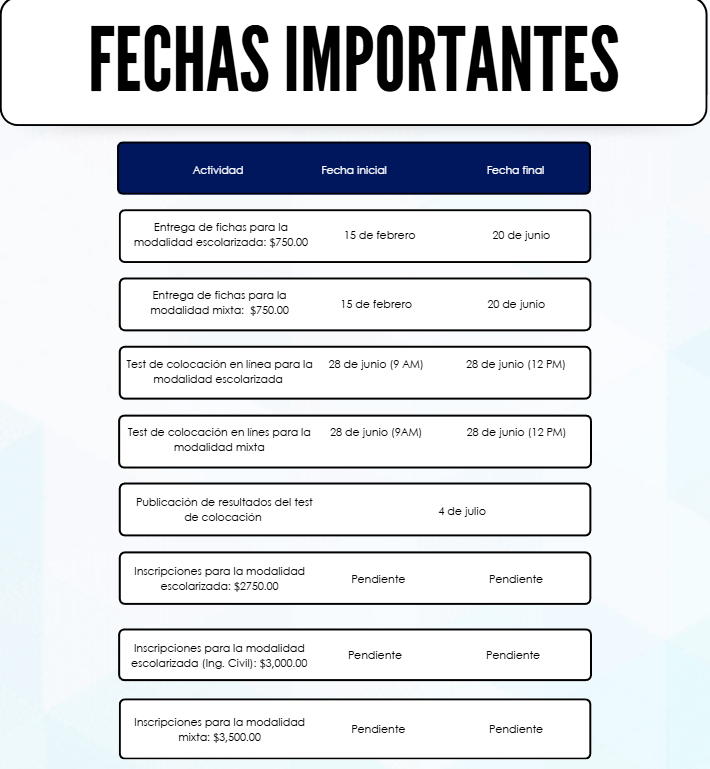 FECHAS IMPORTANTES
Actividad Fecha inicial Fecha final
Entrega de fichas para la
modalidad escolarizada: $750.00 15 de febrero 20 de junio
Entrega de fichas para la
modalidad mixta: $750.00 15 de febrero 20 de junio
Test de colocación en línea para la 28 de junio (9 AM) 28 de junio (12 PM)
modalidad escolarizada
Test de colocación en línes para la 28 de junio (9AM) 28 de junio (12 PM)
modalidad mixta
Publicación de resultados del test
de colocación 4 de julio
Inscripciones para la modalidad
escolarizada: $2750.00 Pendiente Pendiente
Inscripciones para la modalidad
escolarizada (Ing. Civil): $3,000.00 Pendiente Pendiente
Inscripciones para la modalidad
mixta: $3,500.00 Pendiente Pendiente